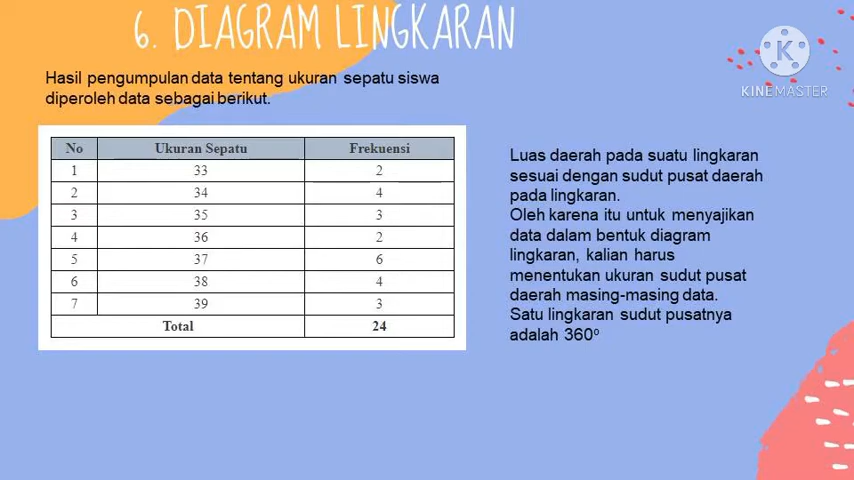 6. DIAGRAM LINGKARAN
Hasil pengumpulan data tentang ukuran sepatu siswa
diperoleh data sebagai berikut.
K
KINEMASTER
No Ukuran Sepatu Frekuensi
1 33 2
2 34 4
3 35 3
4 36 2
5 37 6
6 38 4
7 39 3
Total 24
Luas daerah pada suatu lingkaran
sesuai dengan sudut pusat daerah
pada lingkaran.
Oleh karena itu untuk menyajikan
data dalam bentuk diagram
lingkaran, kalian harus
menentukan ukuran sudut pusat
daerah masing-masing data.
Satu lingkaran sudut pusatnya
adalah 360º